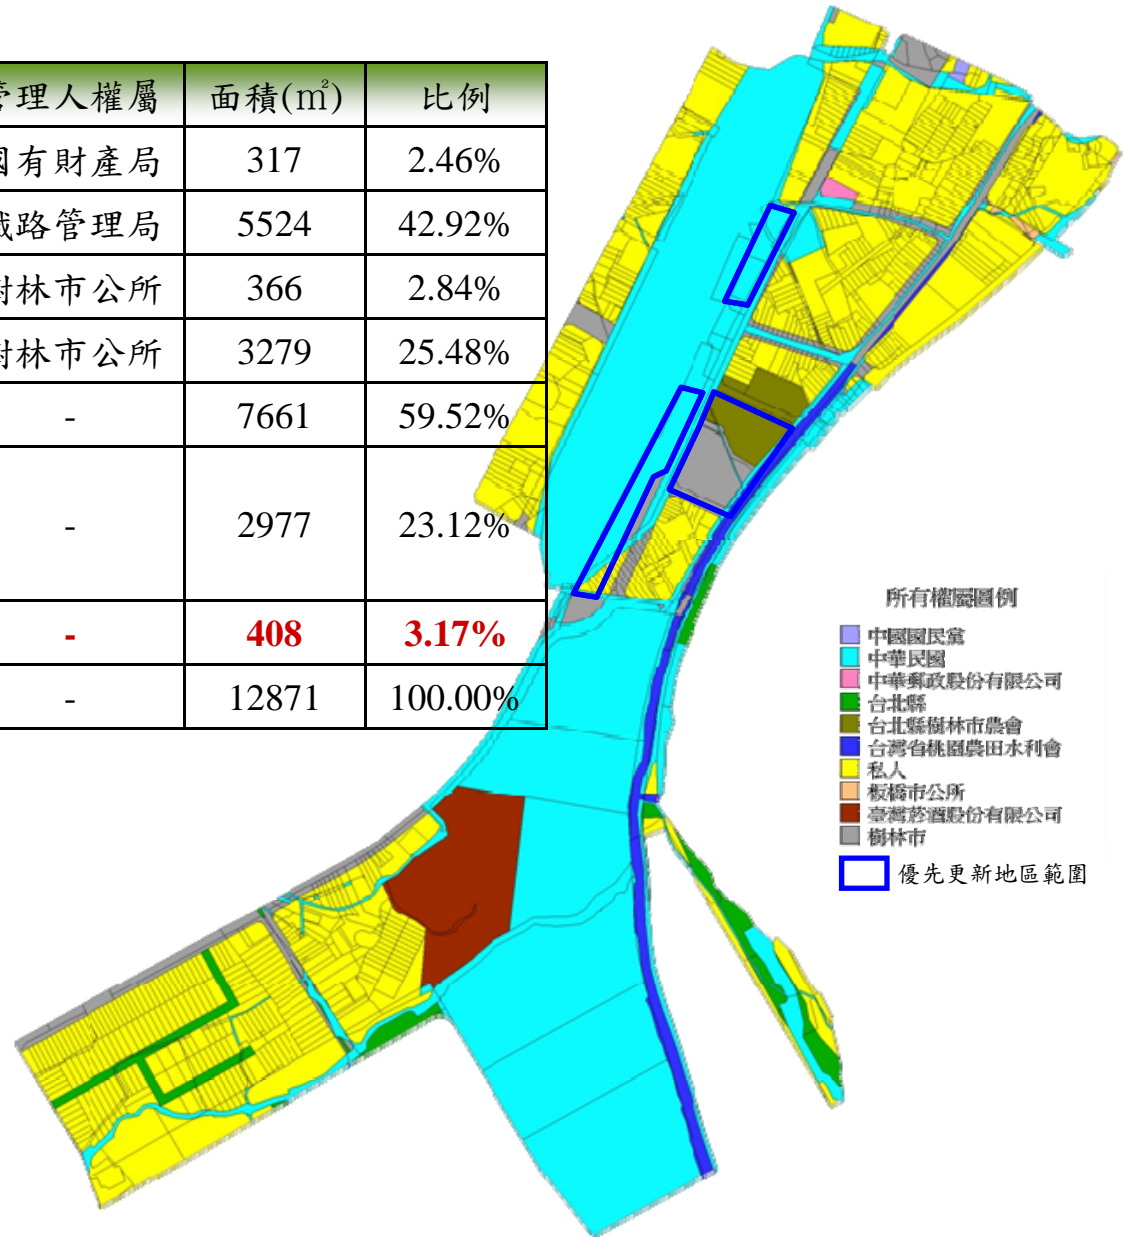 管理人權屬 面積(㎡) 比例
國有財產局 317 2.46%
鐵路管理局 5524 42.92%
樹林市公所 366 2.84%
樹林市公所 3279 25.48%
- 7661 59.52%
- 2977 23.12%
- 408 3.17%
- 12871 100.00%
所有權屬圖例
中國國民黨
中華民國
中華郵政股份有限公司
台北縣
台北縣樹林市農會
台灣省桃園農田水利會
私人
板橋市公所
臺灣菸酒股份有限公司
樹林市
優先更新地區範圍